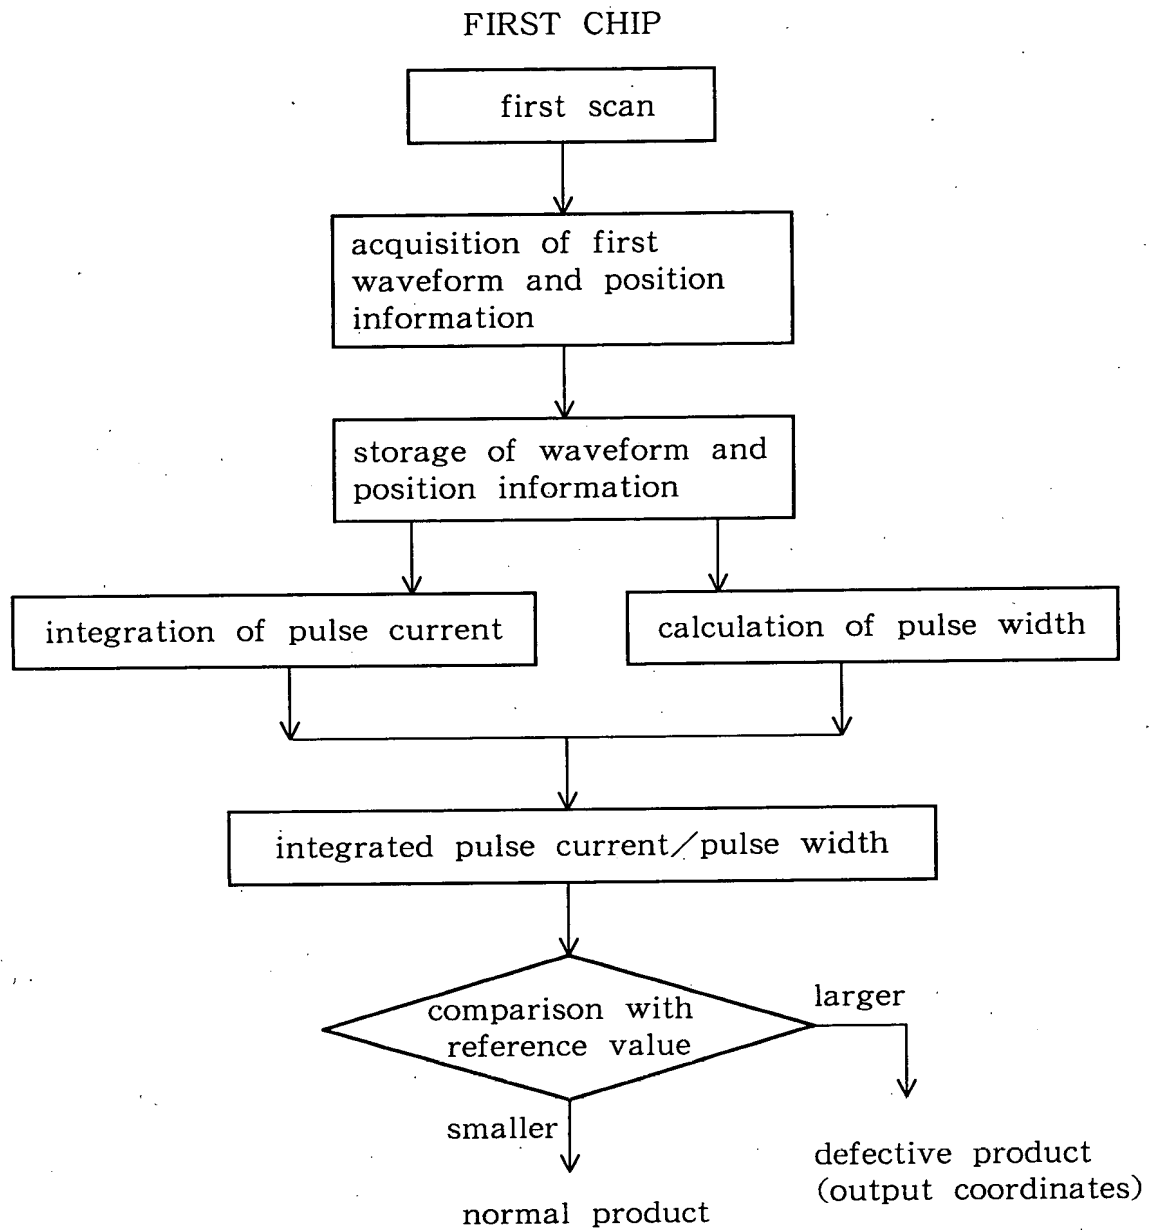 FIRST CHIP
first scan
acquisition of first
waveform and position
information
storage of waveform and
position information
integration of pulse current
calculation of pulse width
integrated pulse current/pulse width
comparison with
reference value
larger
smaller
defective product
(output coordinates)
normal product